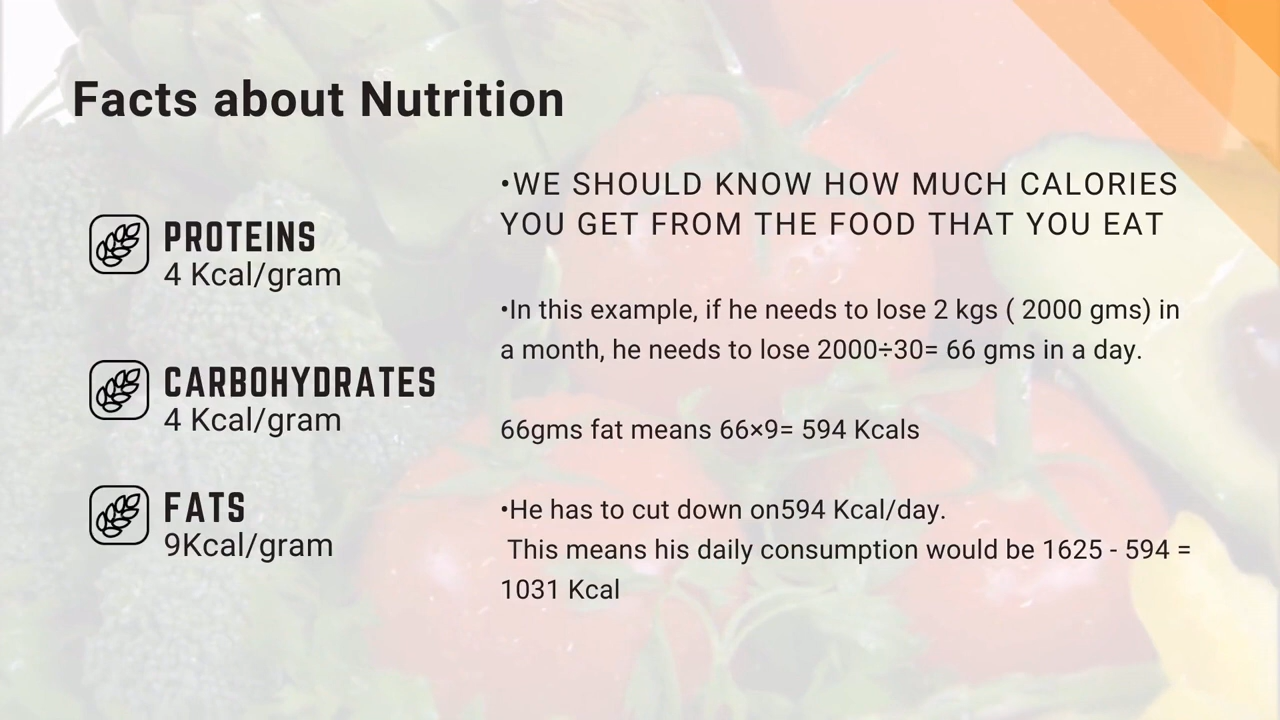 Facts about Nutrition
PROTEINS
4 Kcal/gram
CARBOHYDRATES
4 Kcal/gram
FATS
9Kcal/gram
•WE SHOULD KNOW HOW MUCH CALORIES
YOU GET FROM THE FOOD THAT YOU EAT
•In this example, if he needs to lose 2 kgs ( 2000 gms) in
a month, he needs to lose 2000÷30= 66 gms in a day.
66gms fat means 66×9= 594 Kcals
•He has to cut down on594 Kcal/day.
This means his daily consumption would be 1625 - 594 =
1031 Kcal